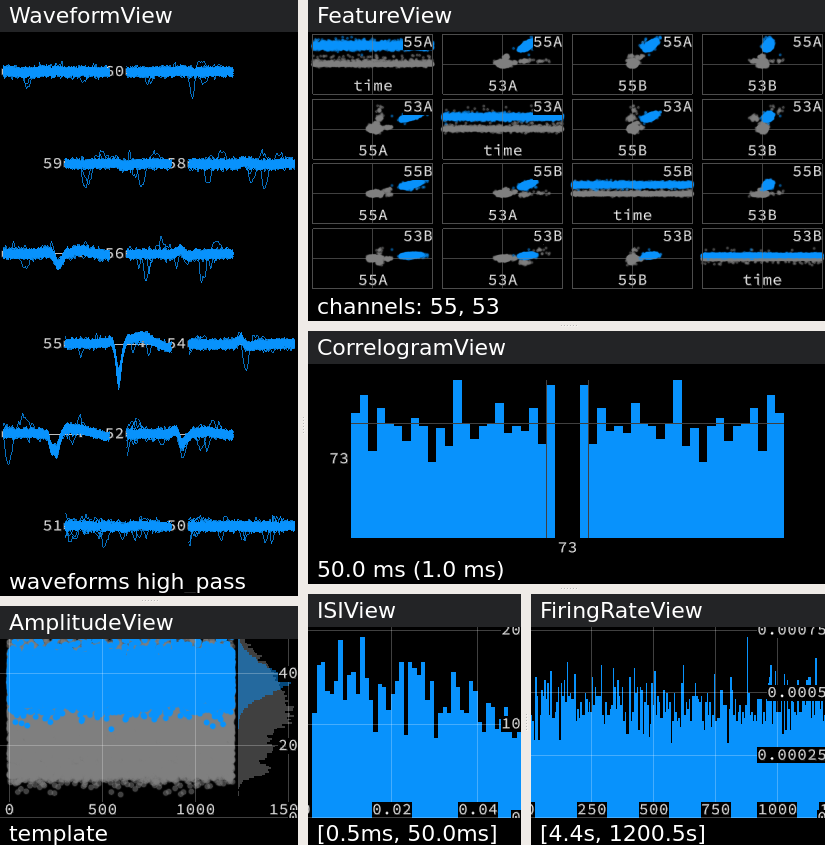 WaveformView
50
59 58
56
55 54
52
51 50
waveforms high_pass
AmplitudeView
40
20
0 500 1000 150
template
FeatureView
55A 55A 55A 55A
time 53A 55B 53B
53A 53A 53A 53A
55A time 55B 53B
55B 55B 55B 55B
55A 53A time 53B
53B 53B 53B 53B
55A 53A 55B time
channels: 55, 53
CorrelogramView
73
73
50.0 ms (1.0 ms)
ISIView
20
10
0.02 0.04
[0.5ms, 50.0ms]
FiringRateView
0.00075
0.0005
0.00025
250 500 750 1000
[4.4s, 1200.5s]